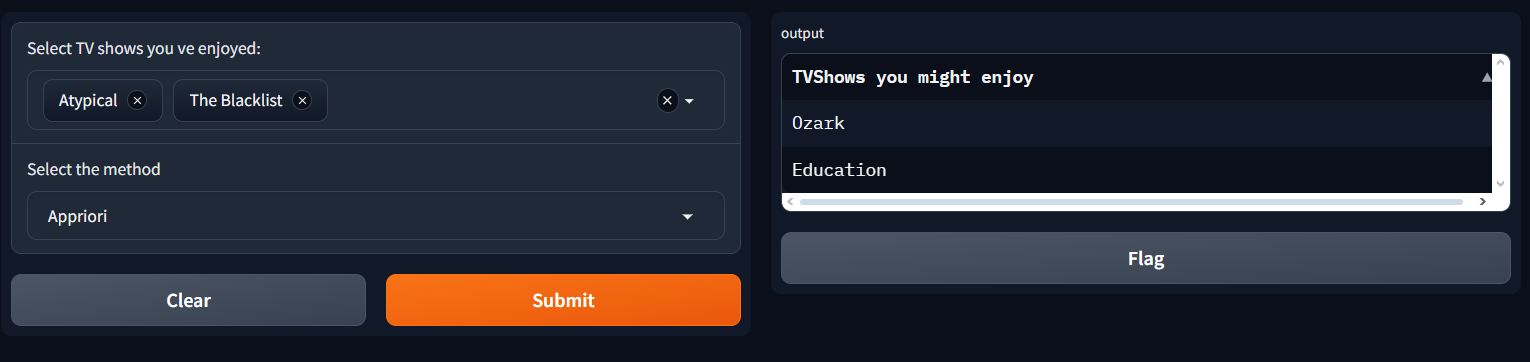 Select TV shows you ve enjoyed:
Atypical
The Blacklist
Select the method
Appriori
Clear
Submit
output
TVShows you might enjoy
Ozark
Education
Flag